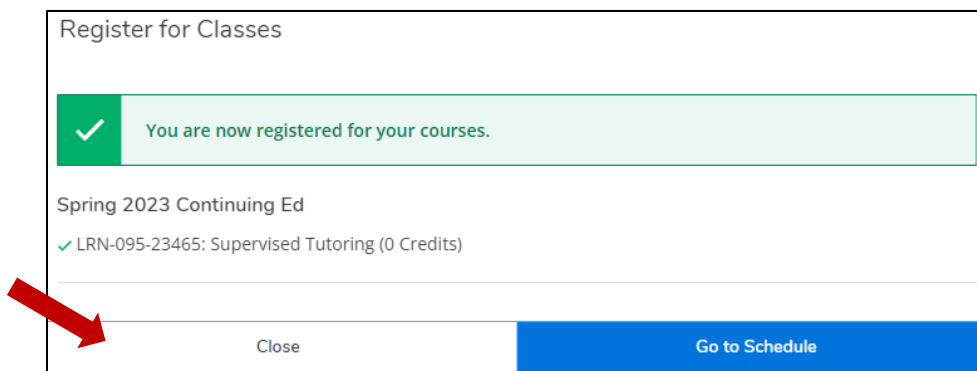 Register for Classes
You are now registered for your courses.
Spring 2023 Continuing Ed
LRN-095-23465: Supervised Tutoring (0 Credits)
Close
Go to Schedule